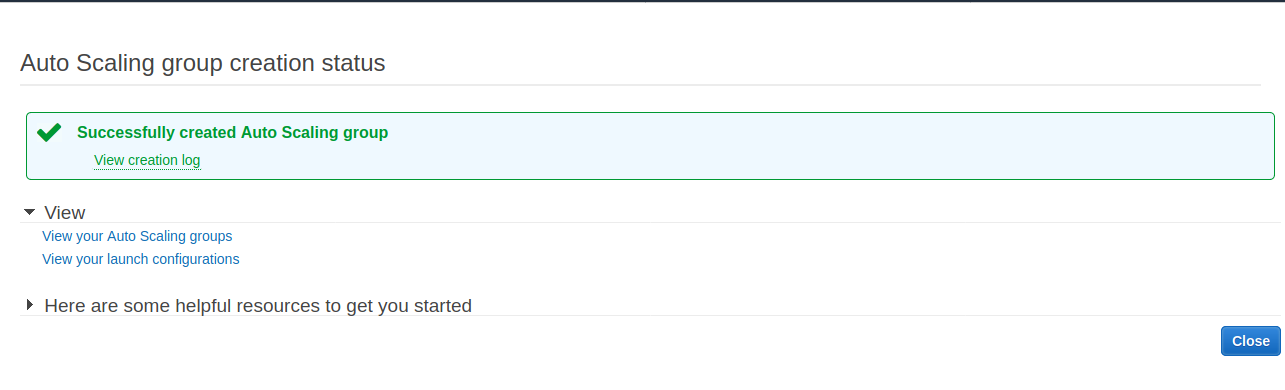 Auto Scaling group creation status
Successfully created Auto Scaling group
View creation log
View
View your Auto Scaling groups
View your launch configurations
Here are some helpful resources to get you started
Close